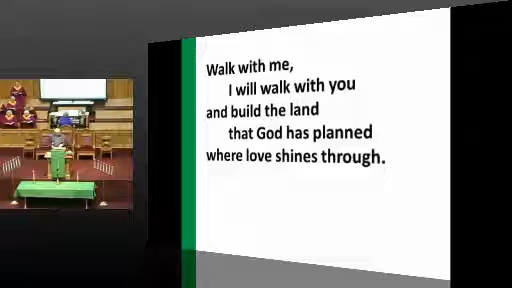 Walk with me,
I will walk with you
and build the land
that God has planned
where love shines through.